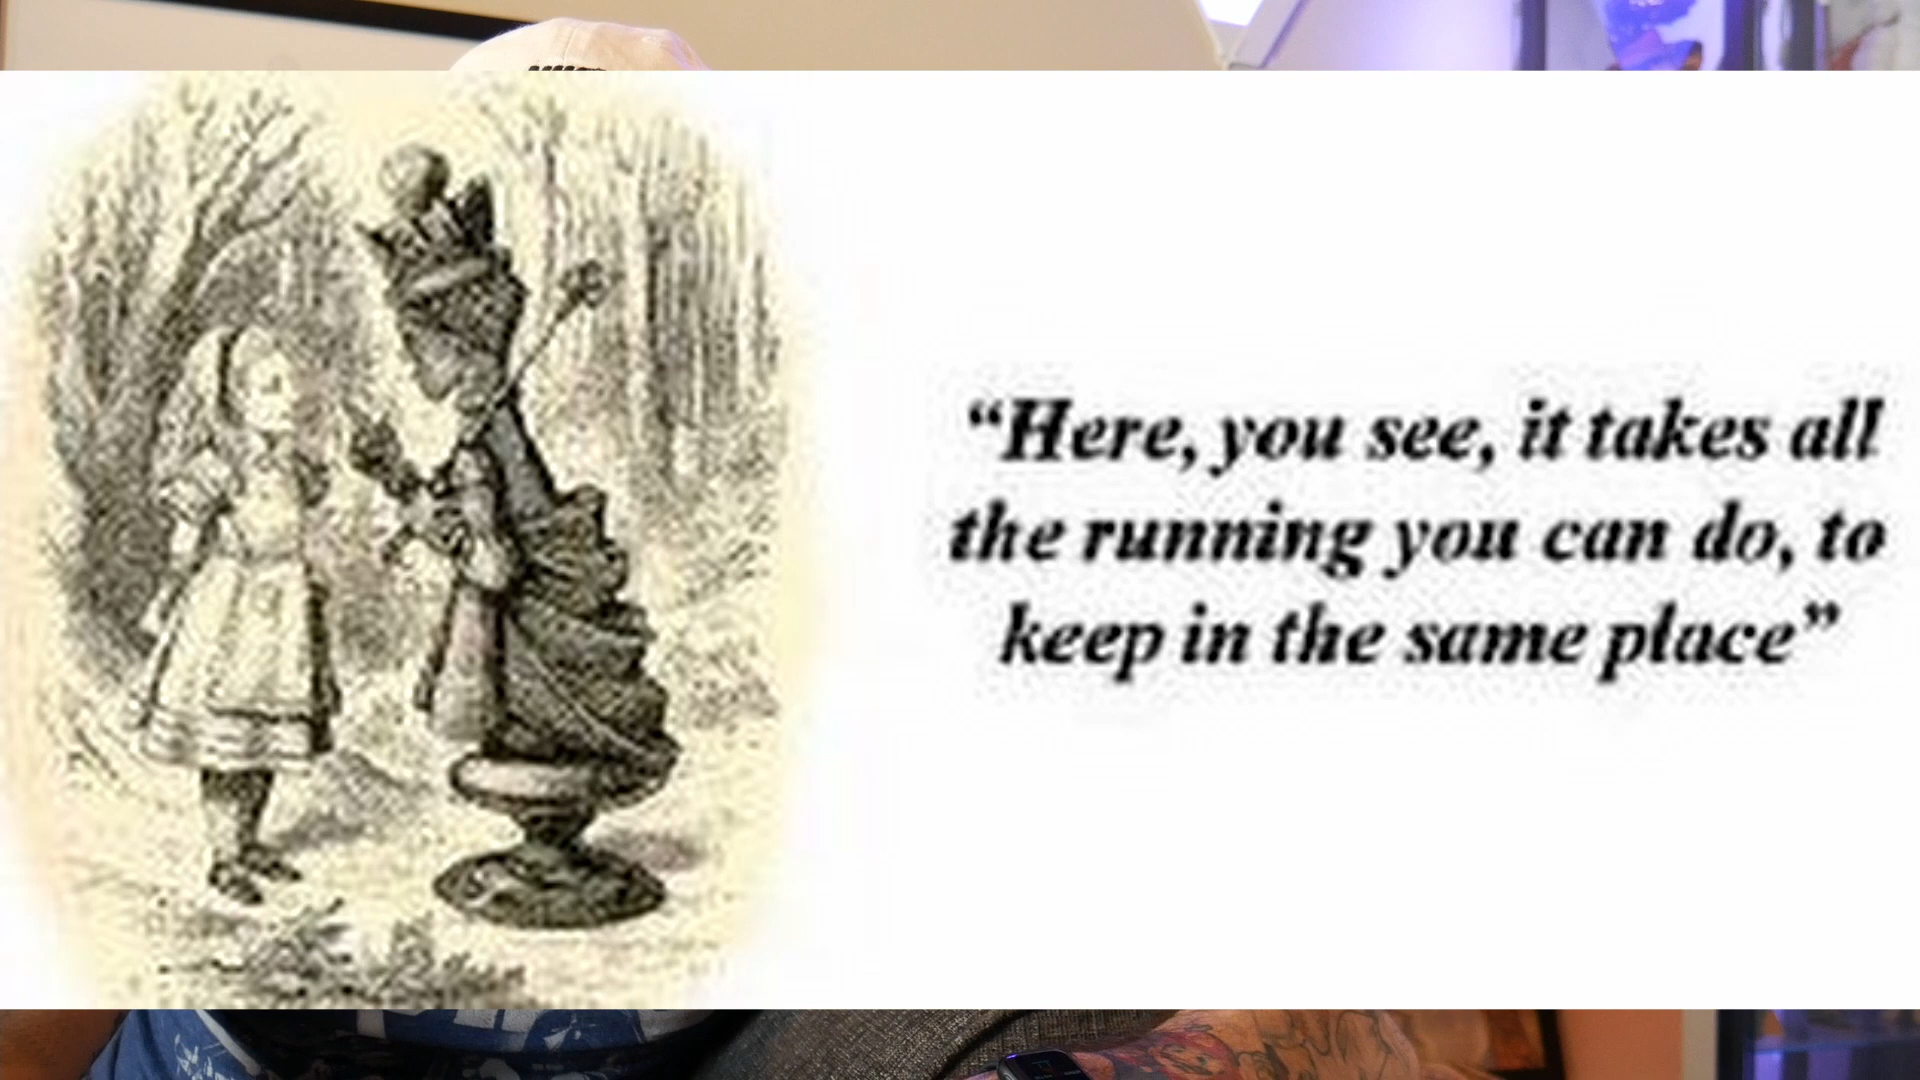 “Here, you see, it takes all
the running you can do, to
keep in the same place”